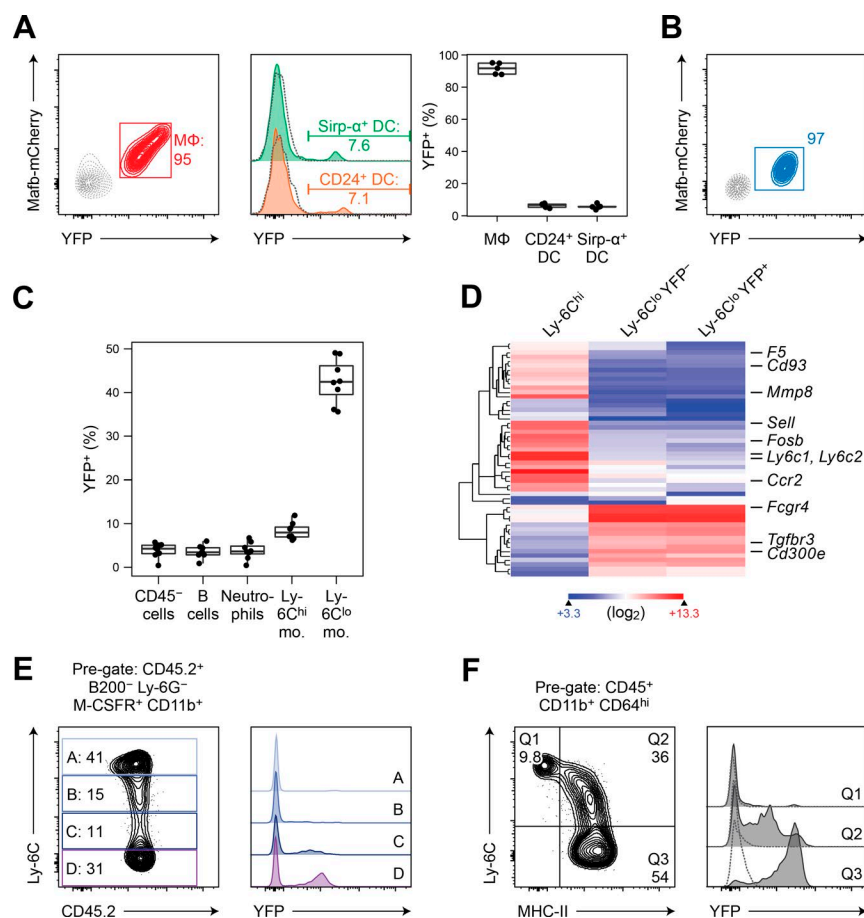 A
Mafb-mCherry
YFP
MΦ:
95
Sirp-α⁺ DC:
7.6
CD24⁺ DC:
7.1
YFP
YFP⁺ (%)
100
80
60
40
20
0
MΦ
CD24⁺
DC
Sirp-α⁺
DC
B
Mafb-mCherry
97
YFP
C
YFP⁺ (%)
50
40
30
20
10
0
CD45⁻
cells
B
cells
Neutro-
phils
Ly-
6Cʰⁱ
mo.
Ly-
6Cˡᵒ
mo.
D
Ly-6Cʰⁱ
Ly-6Cˡᵒ YFP⁻
Ly-6Cˡᵒ YFP⁺
F5
Cd93
Mmp8
Sell
Fosb
Ly6c1, Ly6c2
Ccr2
Fcgr4
Tgfbr3
Cd300e
+3.3
(log₂)
+13.3
E
Pre-gate: CD45.2⁺
B200⁻ Ly-6G⁻
M-CSFR⁺ CD11b⁺
Ly-6C
A: 41
B: 15
C: 11
D: 31
CD45.2
A
B
C
D
YFP
F
Pre-gate: CD45⁺
CD11b⁺ CD64ʰⁱ
Ly-6C
Q1
9.8
Q2
36
Q3
54
MHC-II
Q1
Q2
Q3
YFP